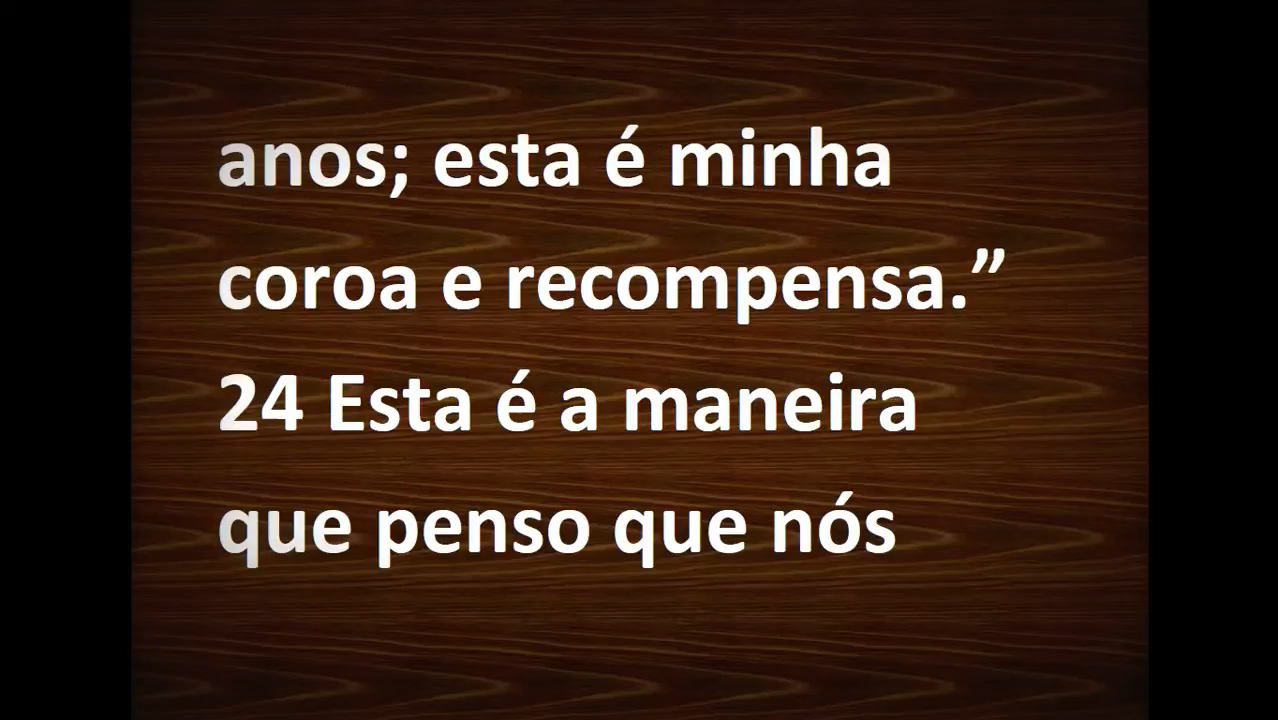 anos; esta é minha
coroa e recompensa.”
24 Esta é a maneira
que penso que nós